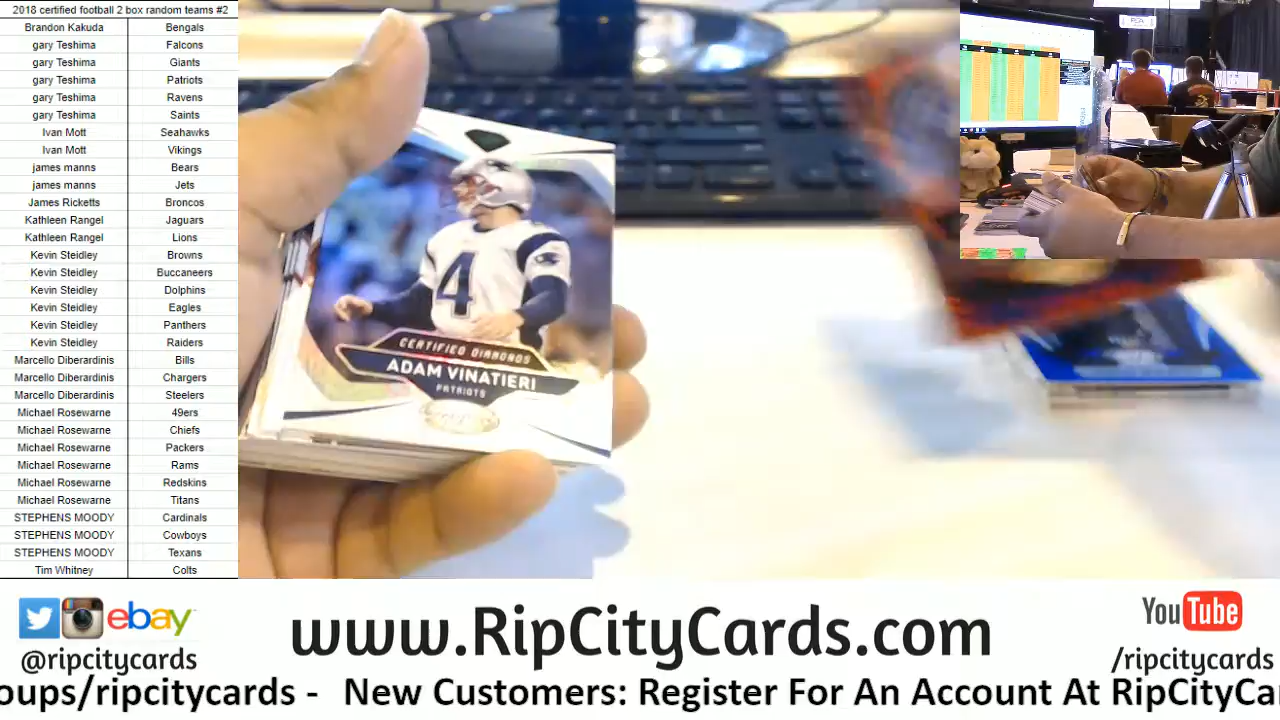 2018 certified football 2 box random teams #2
Brandon Kakuda Bengals
gary Teshima Falcons
gary Teshima Giants
gary Teshima Patriots
gary Teshima Ravens
gary Teshima Saints
Ivan Mott Seahawks
Ivan Mott Vikings
james manns Bears
james manns Jets
James Ricketts Broncos
Kathleen Rangel Jaguars
Kathleen Rangel Lions
Kevin Steidley Browns
Kevin Steidley Buccaneers
Kevin Steidley Dolphins
Kevin Steidley Eagles
Kevin Steidley Panthers
Kevin Steidley Raiders
Marcello Diberardinis Bills
Marcello Diberardinis Chargers
Marcello Diberardinis Steelers
Michael Rosewarne 49ers
Michael Rosewarne Chiefs
Michael Rosewarne Packers
Michael Rosewarne Rams
Michael Rosewarne Redskins
Michael Rosewarne Titans
STEPHENS MOODY Cardinals
STEPHENS MOODY Cowboys
STEPHENS MOODY Texans
Tim Whitney Colts
4
CERTIFIED DIAMONDS
ADAM VINATIERI
PATRIOTS
ebay
@ripcitycards
www.RipCityCards.com
YouTube
/ripcitycards
oups/ripcitycards - New Customers: Register For An Account At RipCityCar